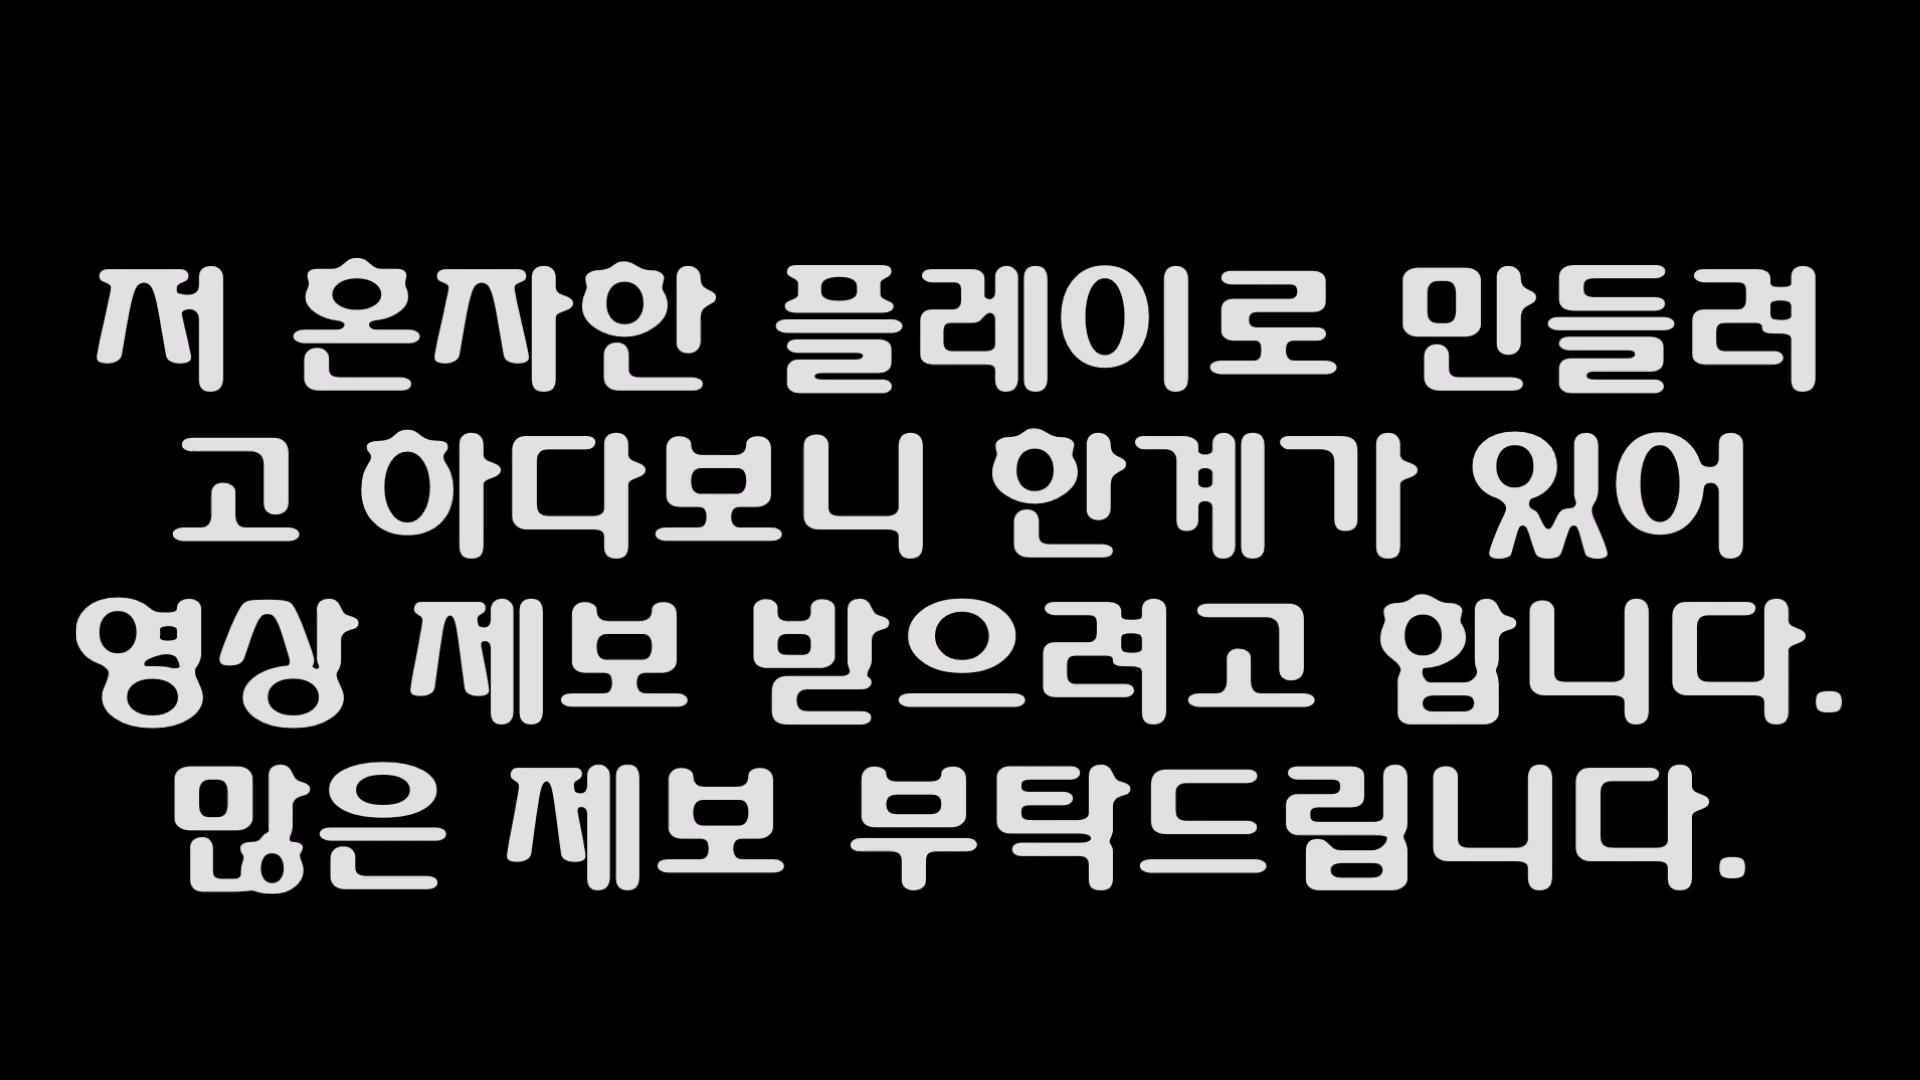 저 혼자한 플레이로 만들려
고 하다보니 한계가 있어
영상 제보 받으려고 합니다.
많은 제보 부탁드립니다.